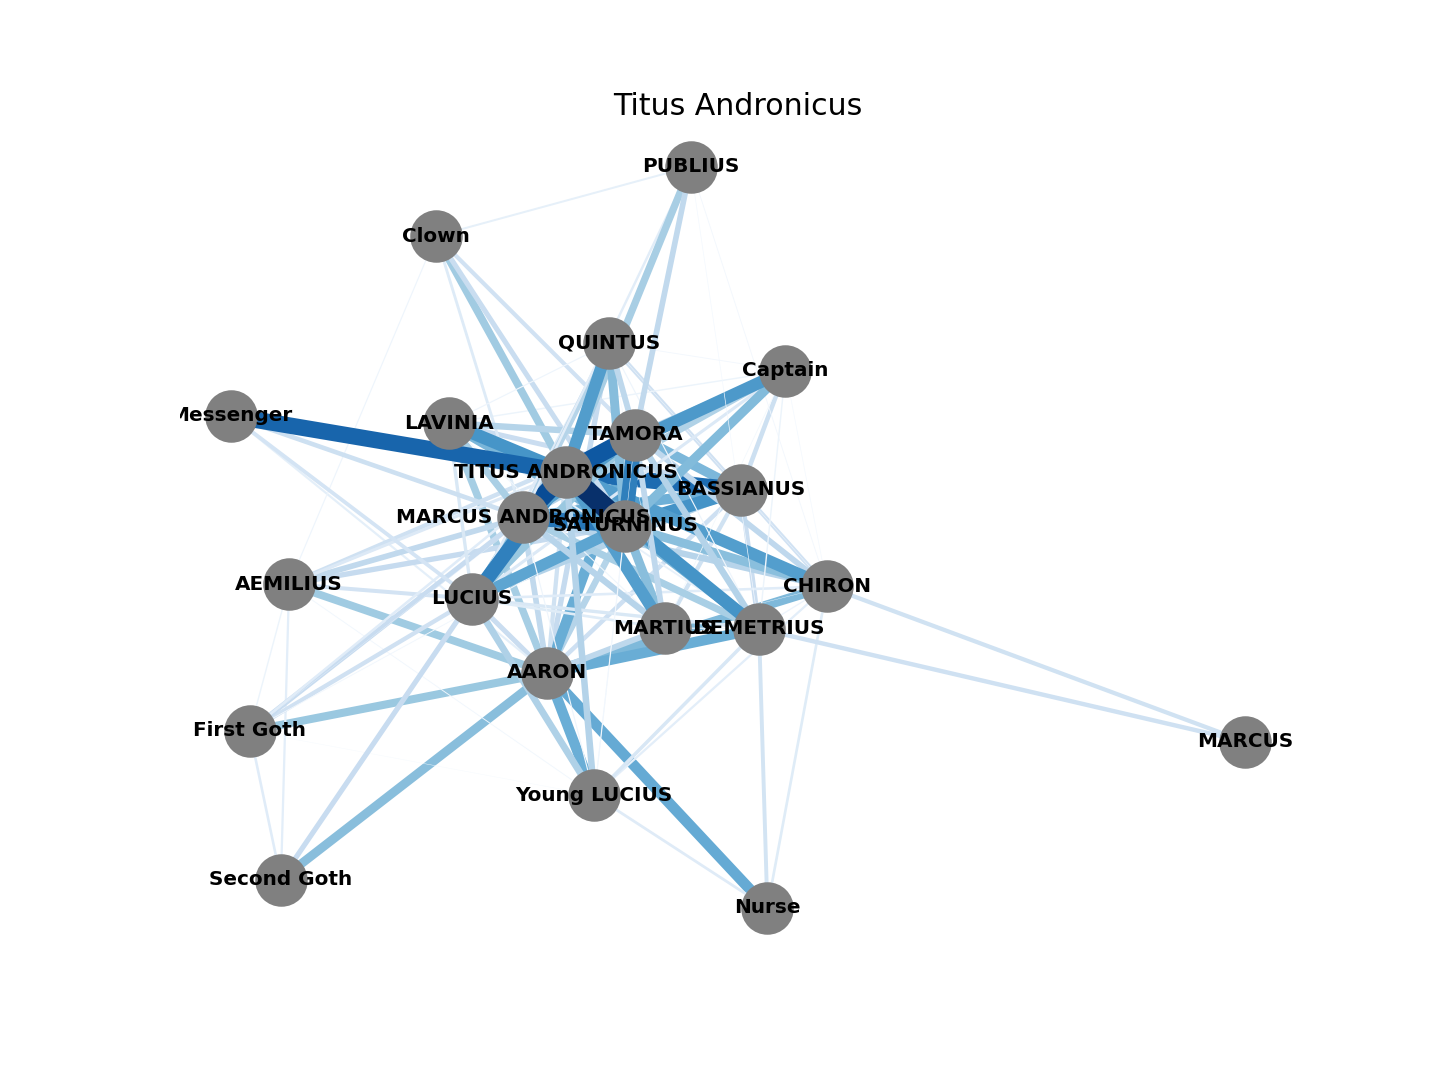 Titus Andronicus
PUBLIUS
Clown
QUINTUS
Captain
Messenger
LAVINIA
TAMORA
TITUS ANDRONICUS
BASSIANUS
MARCUS ANDRONICUS
SATURNINUS
AEMILIUS
CHIRON
LUCIUS
MARTIUS
DEMETRIUS
AARON
First Goth
MARCUS
Young LUCIUS
Second Goth
Nurse